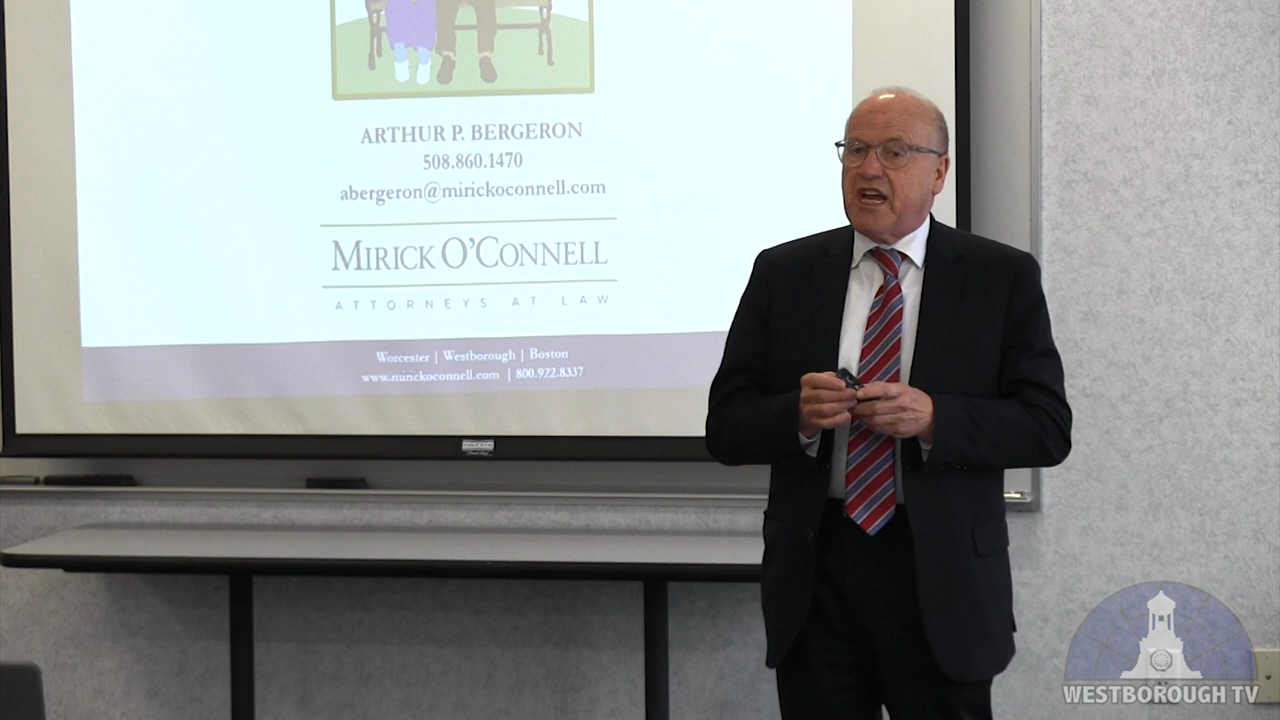 ARTHUR P. BERGERON
508.860.1470
abergeron@mirickoconnell.com
MIRICK O'CONNELL
ATTORNEYS AT LAW
Worcester | Westborough | Boston
www.mirickoconnell.com | 800.922.8337
WESTBOROUGH TV